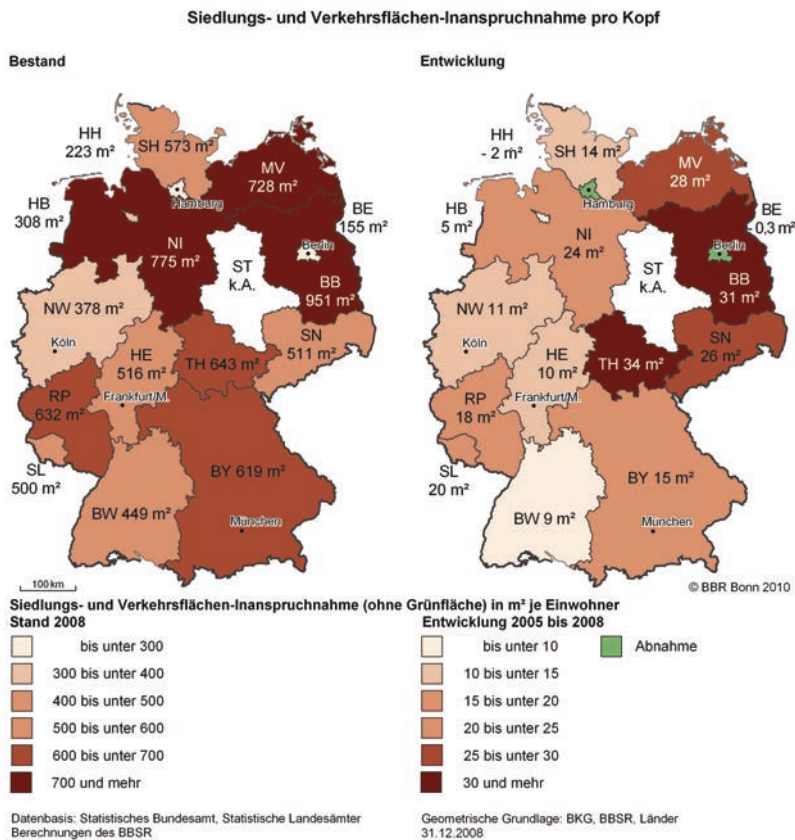 Siedlungs- und Verkehrsflächen-Inanspruchnahme pro Kopf
Bestand
HH
223 m²
SH 573 m²
MV
728 m²
Hamburg
HB
308 m²
BE
155 m²
NI
775 m²
Berlin
ST
k.A.
BB
951 m²
NW 378 m²
Köln
SN
511 m²
HE
516 m²
TH 643 m²
RP
632 m²
Frankfurt/M.
SL
500 m²
BY 619 m²
BW 449 m²
München
100 km
Entwicklung
HH
- 2 m²
SH 14 m²
MV
28 m²
Hamburg
HB
5 m²
BE
- 0,3 m²
NI
24 m²
Berlin
ST
k.A.
BB
31 m²
NW 11 m²
Köln
SN
26 m²
HE
10 m²
TH 34 m²
RP
18 m²
Frankfurt/M.
SL
20 m²
BY 15 m²
BW 9 m²
München
© BBR Bonn 2010
Siedlungs- und Verkehrsflächen-Inanspruchnahme (ohne Grünfläche) in m² je Einwohner
Stand 2008
bis unter 300
300 bis unter 400
400 bis unter 500
500 bis unter 600
600 bis unter 700
700 und mehr
Entwicklung 2005 bis 2008
bis unter 10
10 bis unter 15
15 bis unter 20
20 bis unter 25
25 bis unter 30
30 und mehr
Abnahme
Datenbasis: Statistisches Bundesamt, Statistische Landesämter
Berechnungen des BBSR
Geometrische Grundlage: BKG, BBSR, Länder
31.12.2008